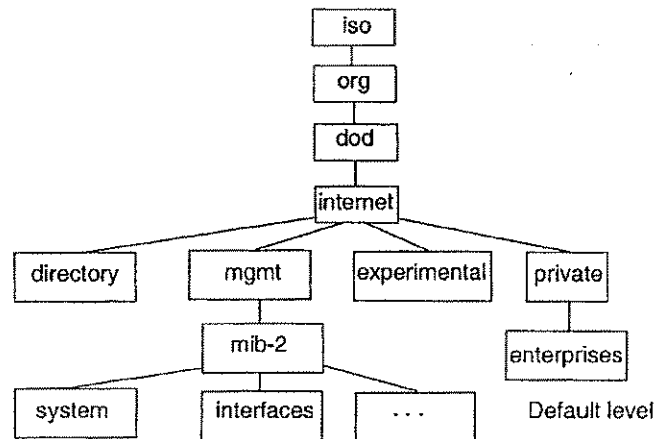 iso
org
dod
internet
directory mgmt experimental private
mib-2 enterprises
system interfaces . . . Default level